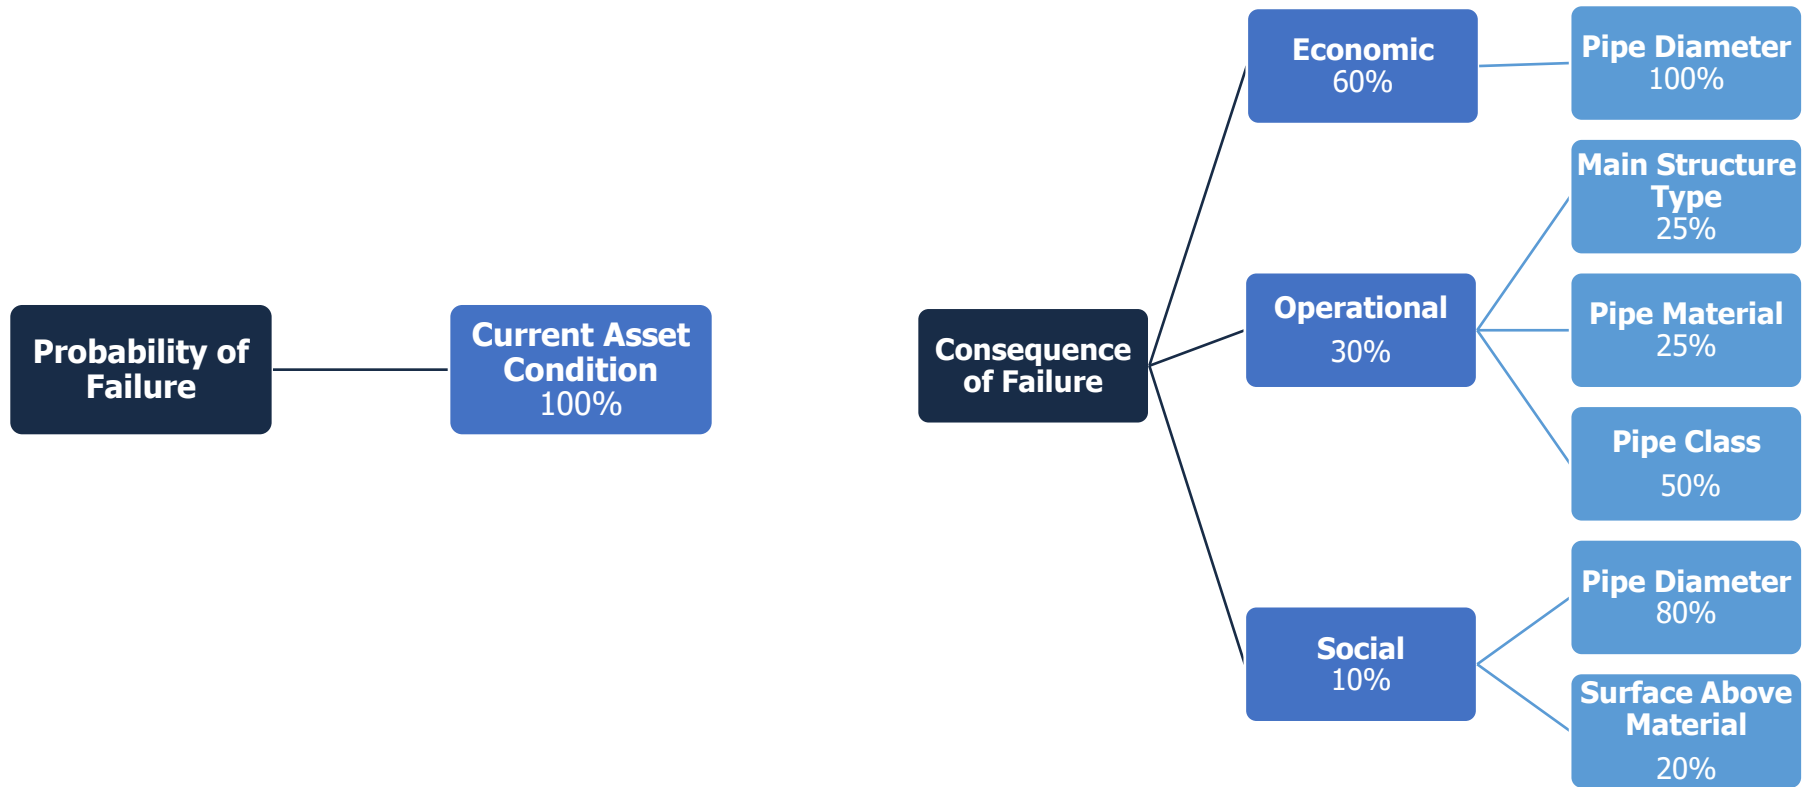 Probability of
Failure
Current Asset
Condition
100%
Consequence
of Failure
Economic
60%
Operational
30%
Social
10%
Pipe Diameter
100%
Main Structure
Type
25%
Pipe Material
25%
Pipe Class
50%
Pipe Diameter
80%
Surface Above
Material
20%